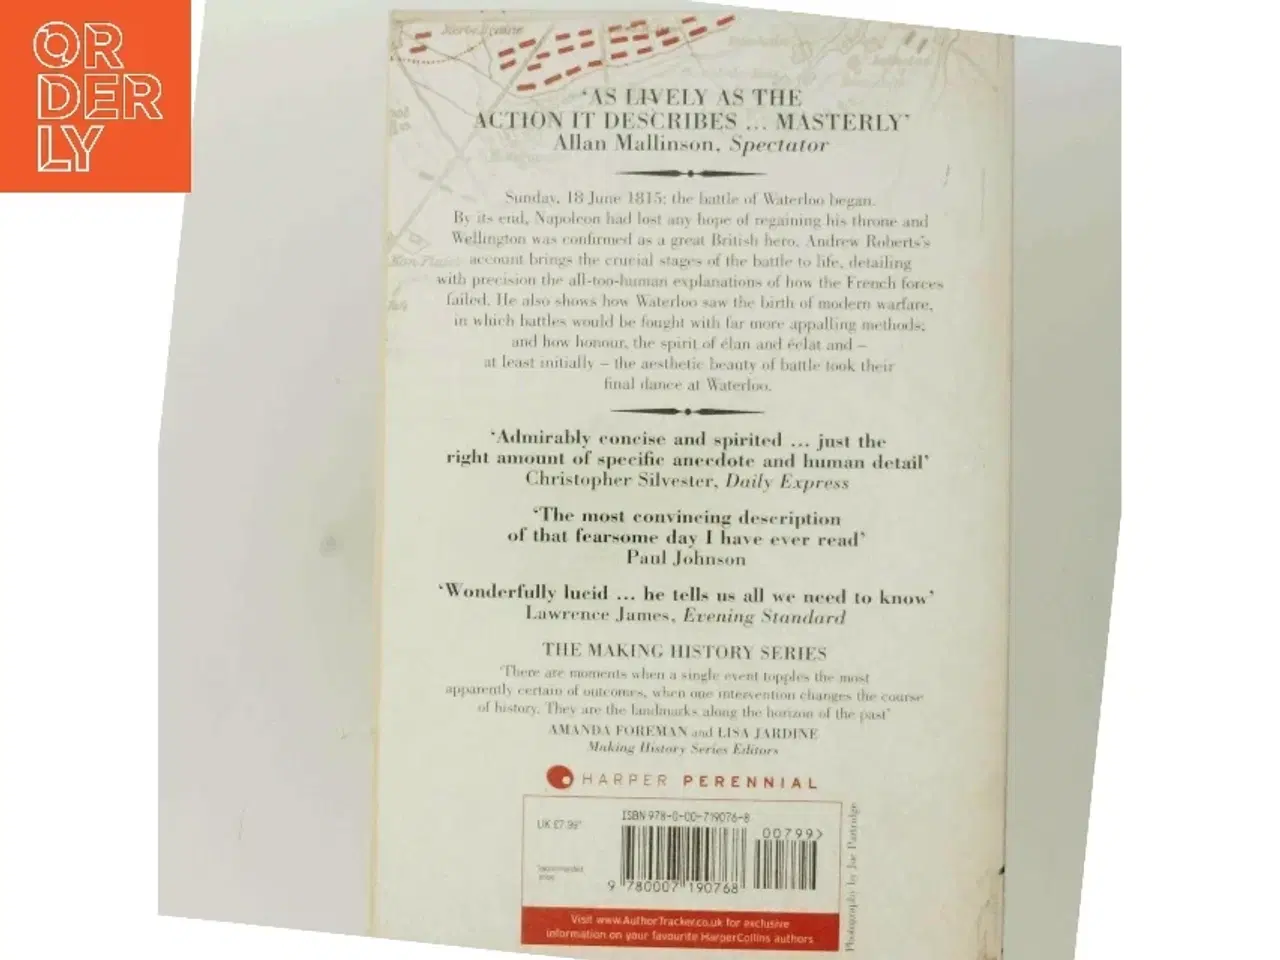 ORDERLY
'AS LIVELY AS THE
ACTION IT DESCRIBES ... MASTERLY'
Allan Mallinson, Spectator
Sunday, 18 June 1815: the battle of Waterloo began.
By its end, Napoleon had lost any hope of regaining his throne and
Wellington was confirmed as a great British hero. Andrew Roberts's
account brings the crucial stages of the battle to life, detailing
with precision the all-too-human explanations of how the French forces
failed. He also shows how Waterloo saw the birth of modern warfare,
in which battles would be fought with far more appalling methods;
and how honour, the spirit of élan and éclat and –
at least initially – the aesthetic beauty of battle took their
final dance at Waterloo.
'Admirably concise and spirited ... just the
right amount of specific anecdote and human detail'
Christopher Silvester, Daily Express
'The most convincing description
of that fearsome day I have ever read'
Paul Johnson
'Wonderfully lucid ... he tells us all we need to know'
Lawrence James, Evening Standard
THE MAKING HISTORY SERIES
'There are moments when a single event topples the most
apparently certain of outcomes, when one intervention changes the course
of history. They are the landmarks along the horizon of the past'
AMANDA FOREMAN and LISA JARDINE
Making History Series Editors
HARPER PERENNIAL
ISBN 978-0-00-719076-8
UK £7.99*
00799>
*recommended
price
9 780007 190768
Visit www.AuthorTracker.co.uk for exclusive
information on your favourite HarperCollins authors
Photography by Joe Partridge